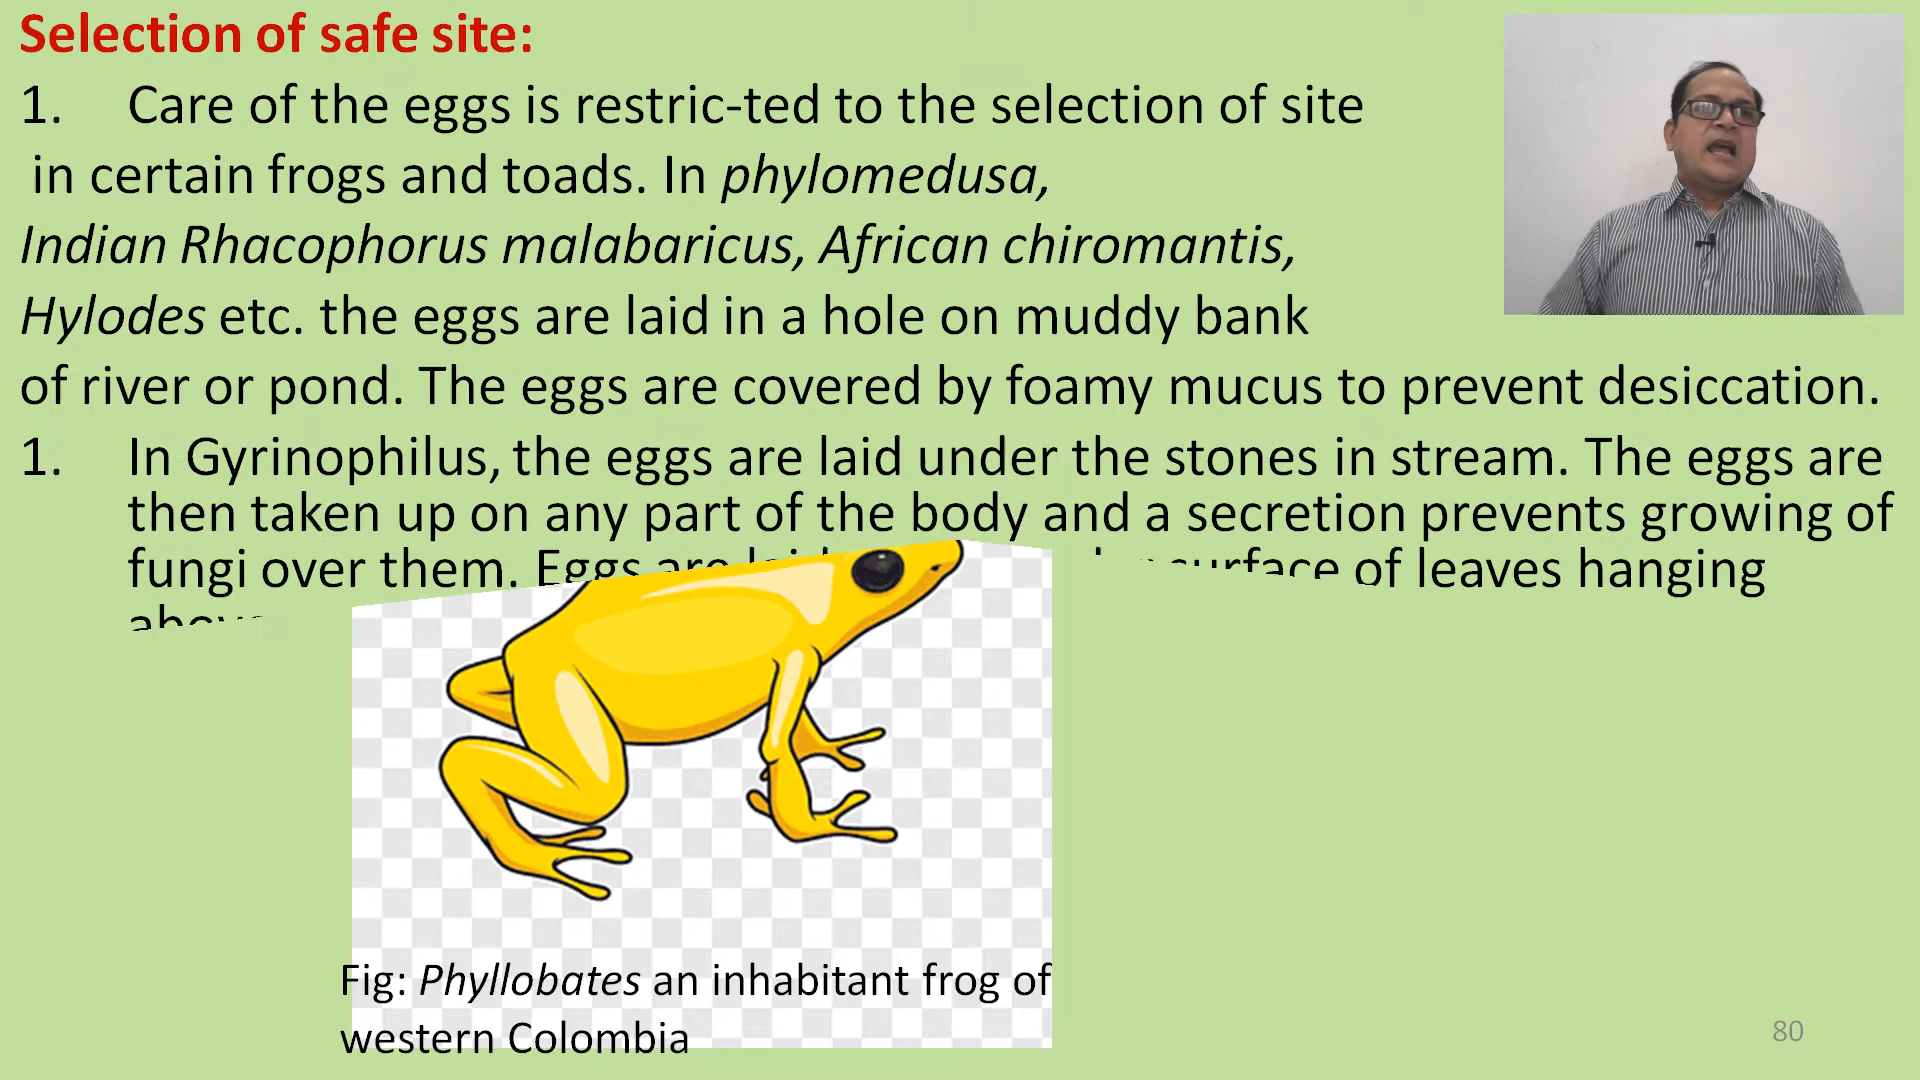 Selection of safe site:
1. Care of the eggs is restric-ted to the selection of site
in certain frogs and toads. In phylomedusa,
Indian Rhacophorus malabaricus, African chiromantis,
Hylodes etc. the eggs are laid in a hole on muddy bank
of river or pond. The eggs are covered by foamy mucus to prevent desiccation.
1. In Gyrinophilus, the eggs are laid under the stones in stream. The eggs are
then taken up on any part of the body and a secretion prevents growing of
fungi over them. Eggs are laid surface of leaves hanging
above
Fig: Phyllobates an inhabitant frog of
western Colombia
80